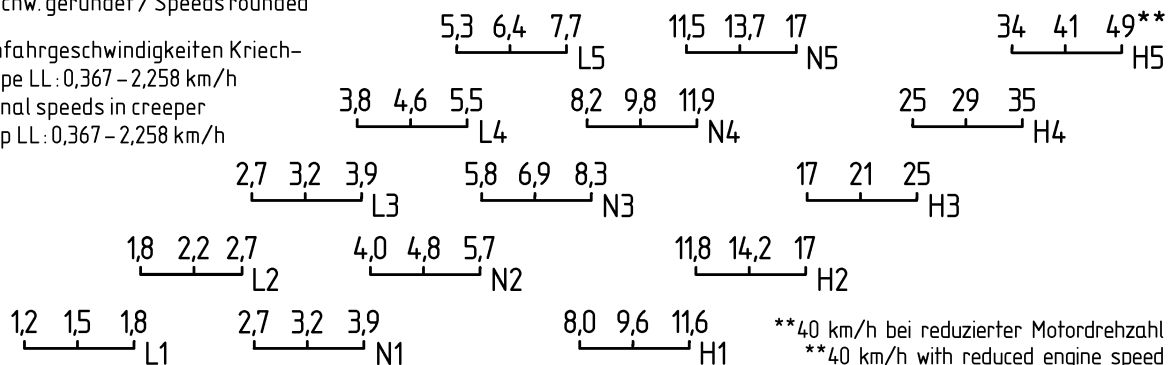 chw. gerundet / Speeds rounded
nfahrgeschwindigkeiten Kriech–
pe LL: 0,367 – 2,258 km/h
nal speeds in creeper
p LL: 0,367 – 2,258 km/h
5,3 6,4 7,7 L5
11,5 13,7 17 N5
34 41 49** H5
3,8 4,6 5,5 L4
8,2 9,8 11,9 N4
25 29 35 H4
2,7 3,2 3,9 L3
5,8 6,9 8,3 N3
17 21 25 H3
1,8 2,2 2,7 L2
4,0 4,8 5,7 N2
11,8 14,2 17 H2
1,2 1,5 1,8 L1
2,7 3,2 3,9 N1
8,0 9,6 11,6 H1
**40 km/h bei reduzierter Motordrehzahl
**40 km/h with reduced engine speed